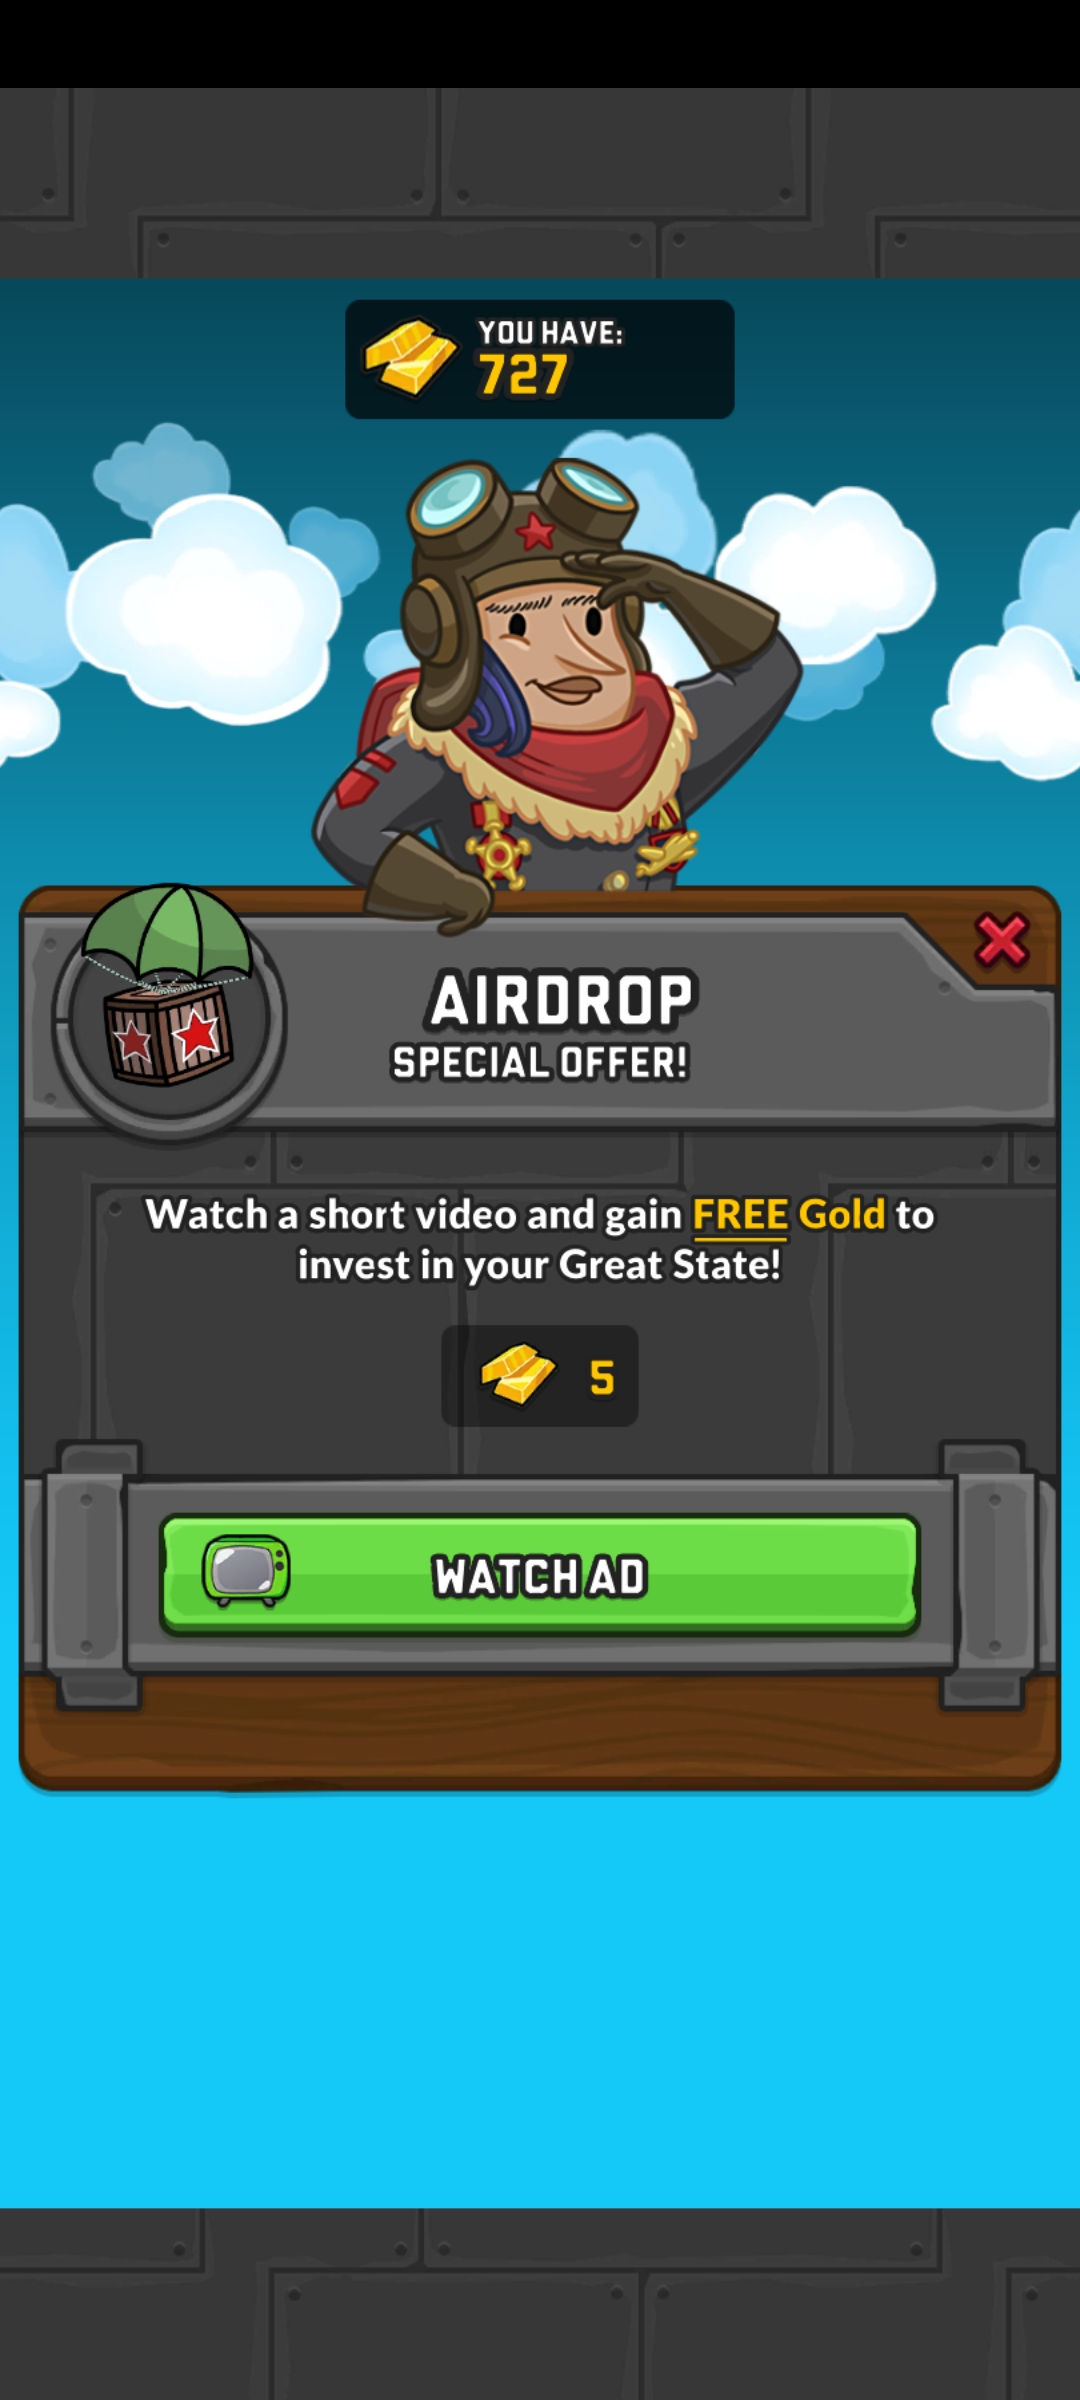 YOU HAVE:
727
AIRDROP
SPECIAL OFFER!
Watch a short video and gain FREE Gold to
invest in your Great State!
5
WATCH AD